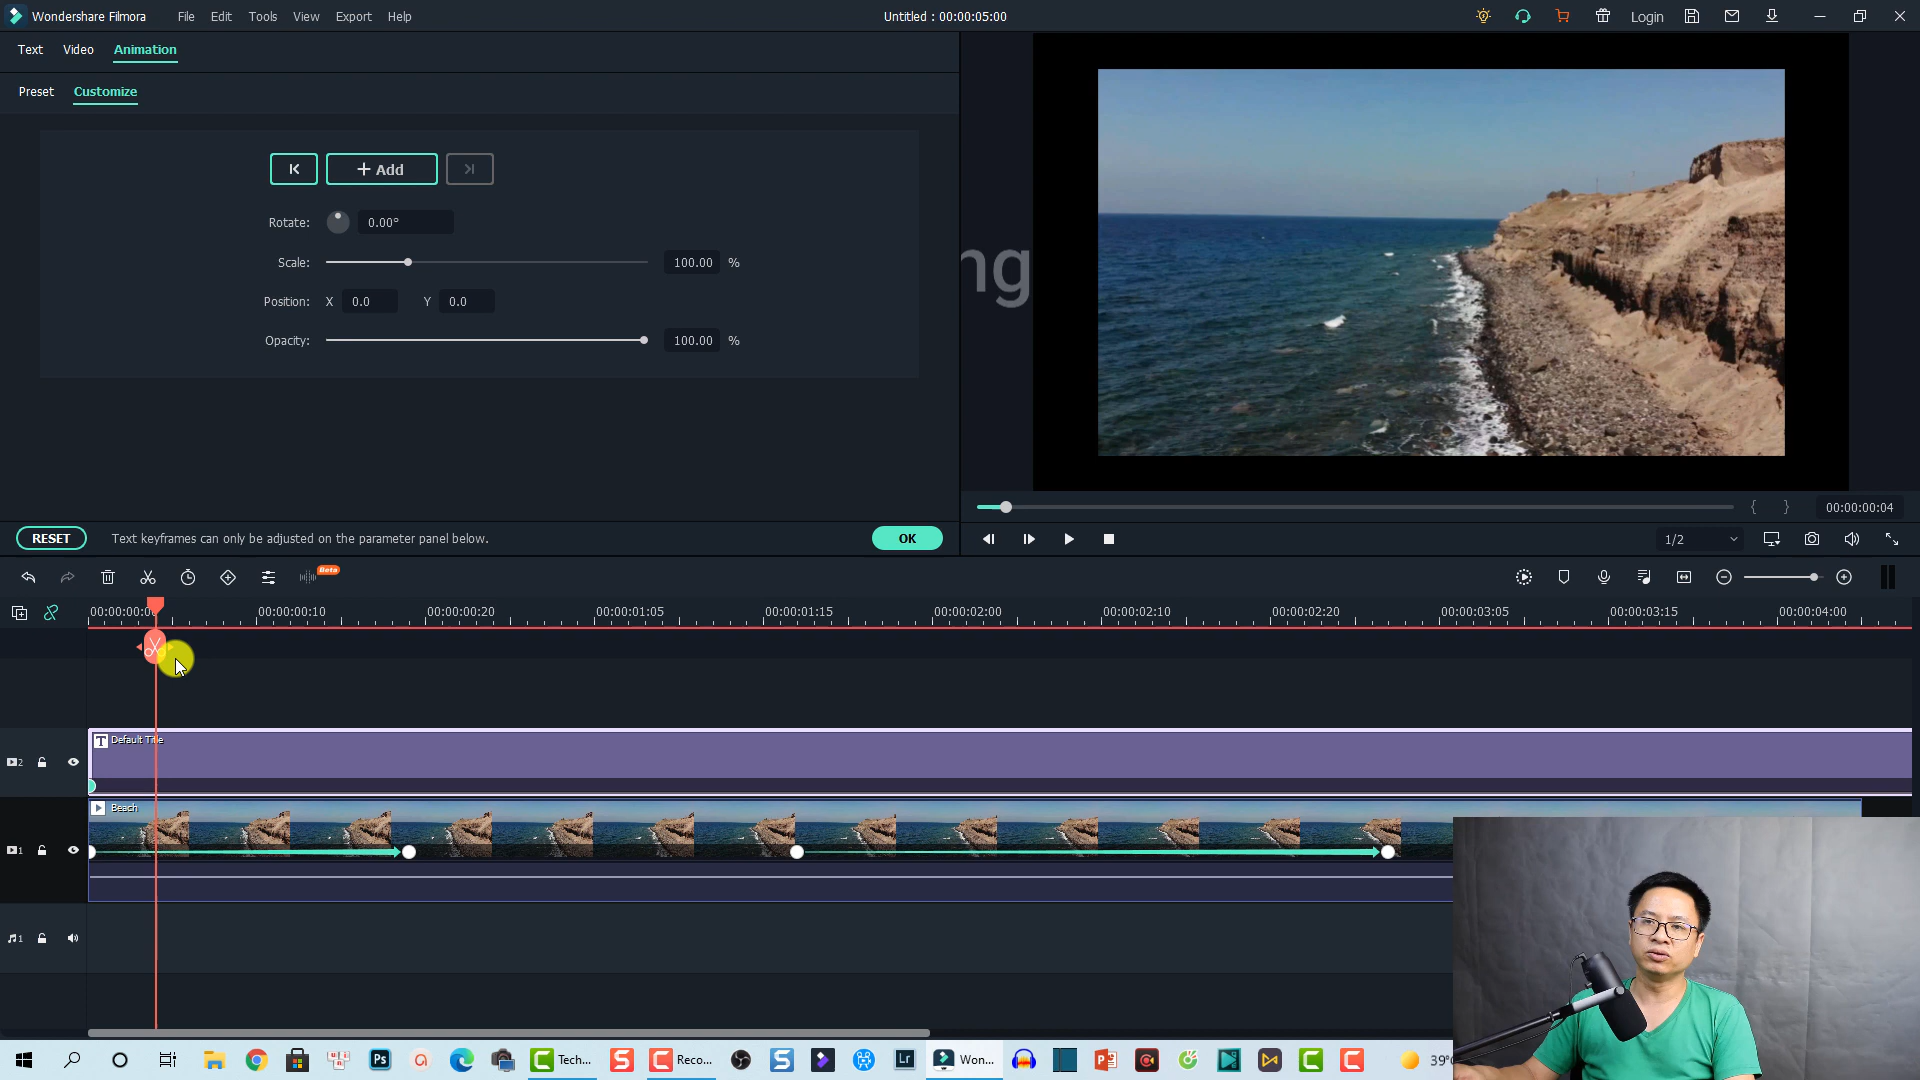 Wondershare Filmora File Edit Tools View Export Help Untitled : 00:00:05:00 Login
Text Video Animation
Preset Customize
Add
Rotate: 0.00°
Scale: 100.00 %
Position: X 0.0 Y 0.0
Opacity: 100.00 %
ng
{ } 00:00:00:04
RESET Text keyframes can only be adjusted on the parameter panel below. OK
1/2
Beta
00:00:00:0 00:00:00:10 00:00:00:20 00:00:01:05 00:00:01:15 00:00:02:00 00:00:02:10 00:00:02:20 00:00:03:05 00:00:03:15 00:00:04:00
T Default Title
2
Beach
1
1
Ps Tech... S Reco... S Lr Won... 39°